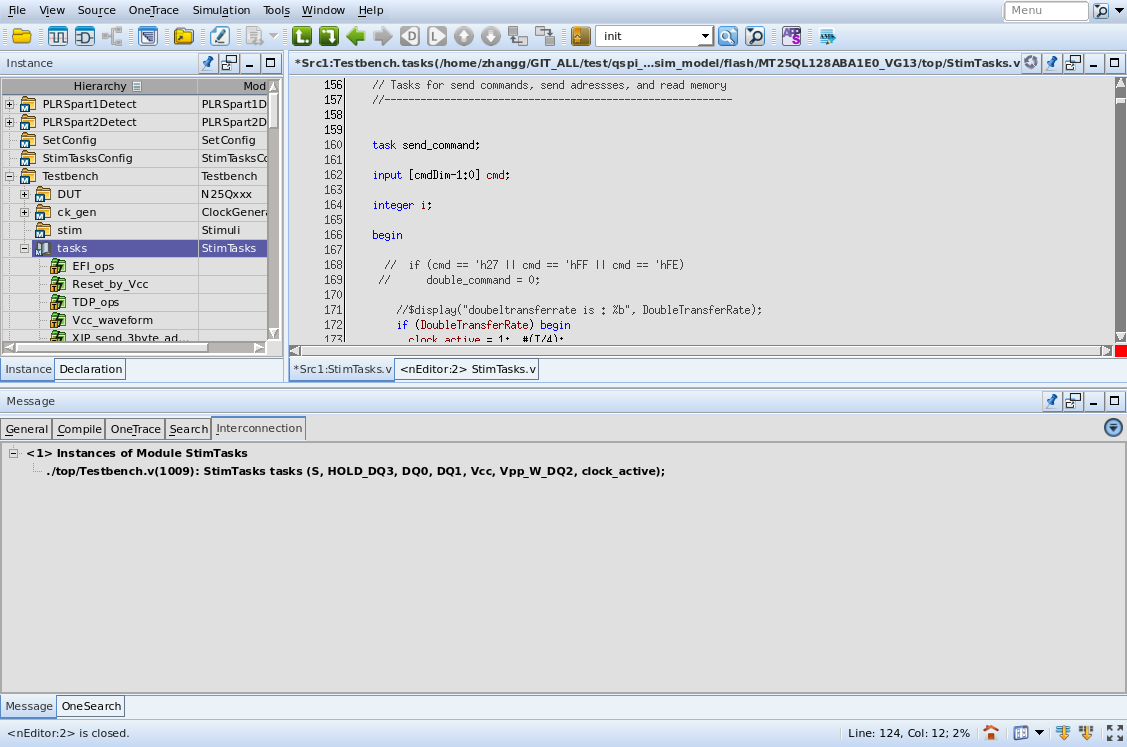 File View Source OneTrace Simulation Tools Window Help Menu
init
Instance
Hierarchy Mod
PLRSpart1Detect PLRSpart1D
PLRSpart2Detect PLRSpart2D
SetConfig SetConfig
StimTasksConfig StimTasksCo
Testbench Testbench
DUT N25Qxxx
ck_gen ClockGenera
stim Stimuli
tasks StimTasks
EFI_ops
Reset_by_Vcc
TDP_ops
Vcc_waveform
XIP_send_3byte_ad...
Instance Declaration
*Src1:Testbench.tasks(/home/zhangg/GIT_ALL/test/qspi_...sim_model/flash/MT25QL128ABA1E0_VG13/top/StimTasks.v
156 // Tasks for send commands, send adressses, and read memory
157 //----------------------------------------------------------
158
159
160 task send_command;
161
162 input [cmdDim-1:0] cmd;
163
164 integer i;
165
166 begin
167
168 // if (cmd == 'h27 || cmd == 'hFF || cmd == 'hFE)
169 // double_command = 0;
170
171 //$display("doubeltransferrate is : %b", DoubleTransferRate);
172 if (DoubleTransferRate) begin
173 clock_active = 1; #(T/4);
*Src1:StimTasks.v <nEditor:2> StimTasks.v
Message
General Compile OneTrace Search Interconnection
<1> Instances of Module StimTasks
./top/Testbench.v(1009): StimTasks tasks (S, HOLD_DQ3, DQ0, DQ1, Vcc, Vpp_W_DQ2, clock_active);
Message OneSearch
<nEditor:2> is closed. Line: 124, Col: 12; 2%